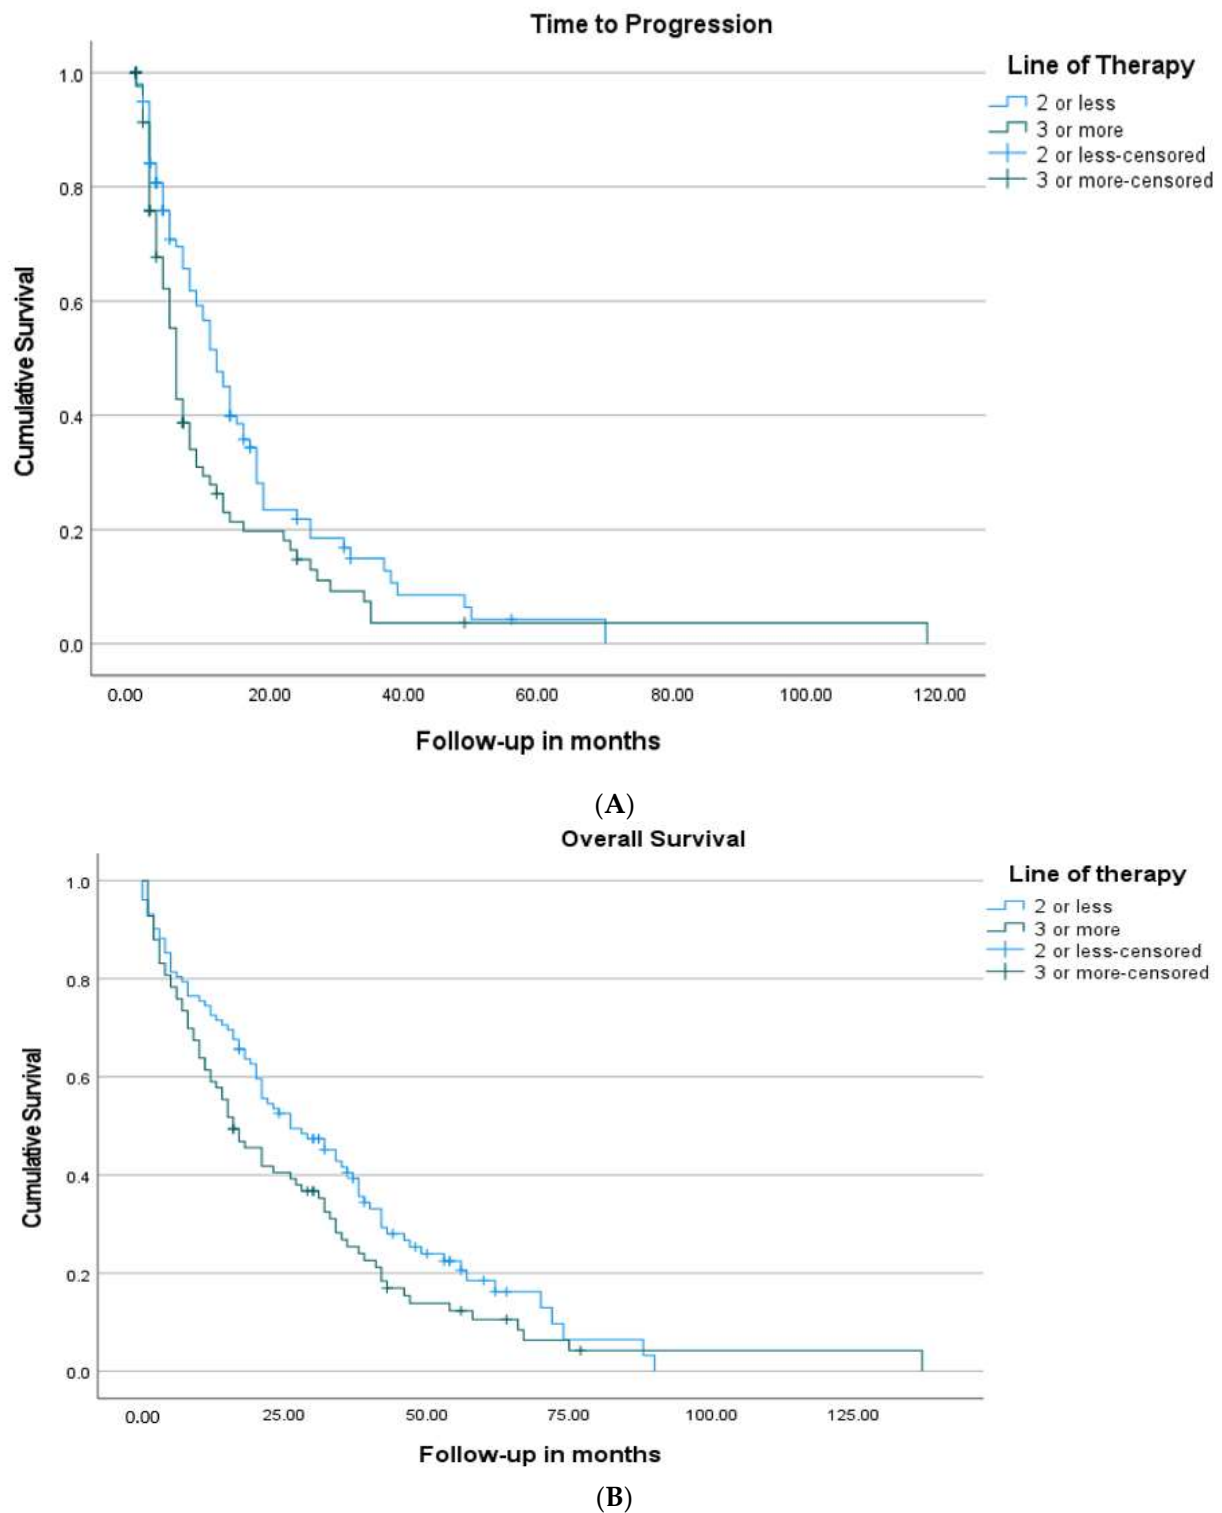 Time to Progression
Line of Therapy
2 or less
3 or more
2 or less-censored
3 or more-censored
Cumulative Survival
1.0
0.8
0.6
0.4
0.2
0.0
0.00 20.00 40.00 60.00 80.00 100.00 120.00
Follow-up in months
(A)
Overall Survival
Line of therapy
2 or less
3 or more
2 or less-censored
3 or more-censored
Cumulative Survival
1.0
0.8
0.6
0.4
0.2
0.0
0.00 25.00 50.00 75.00 100.00 125.00
Follow-up in months
(B)